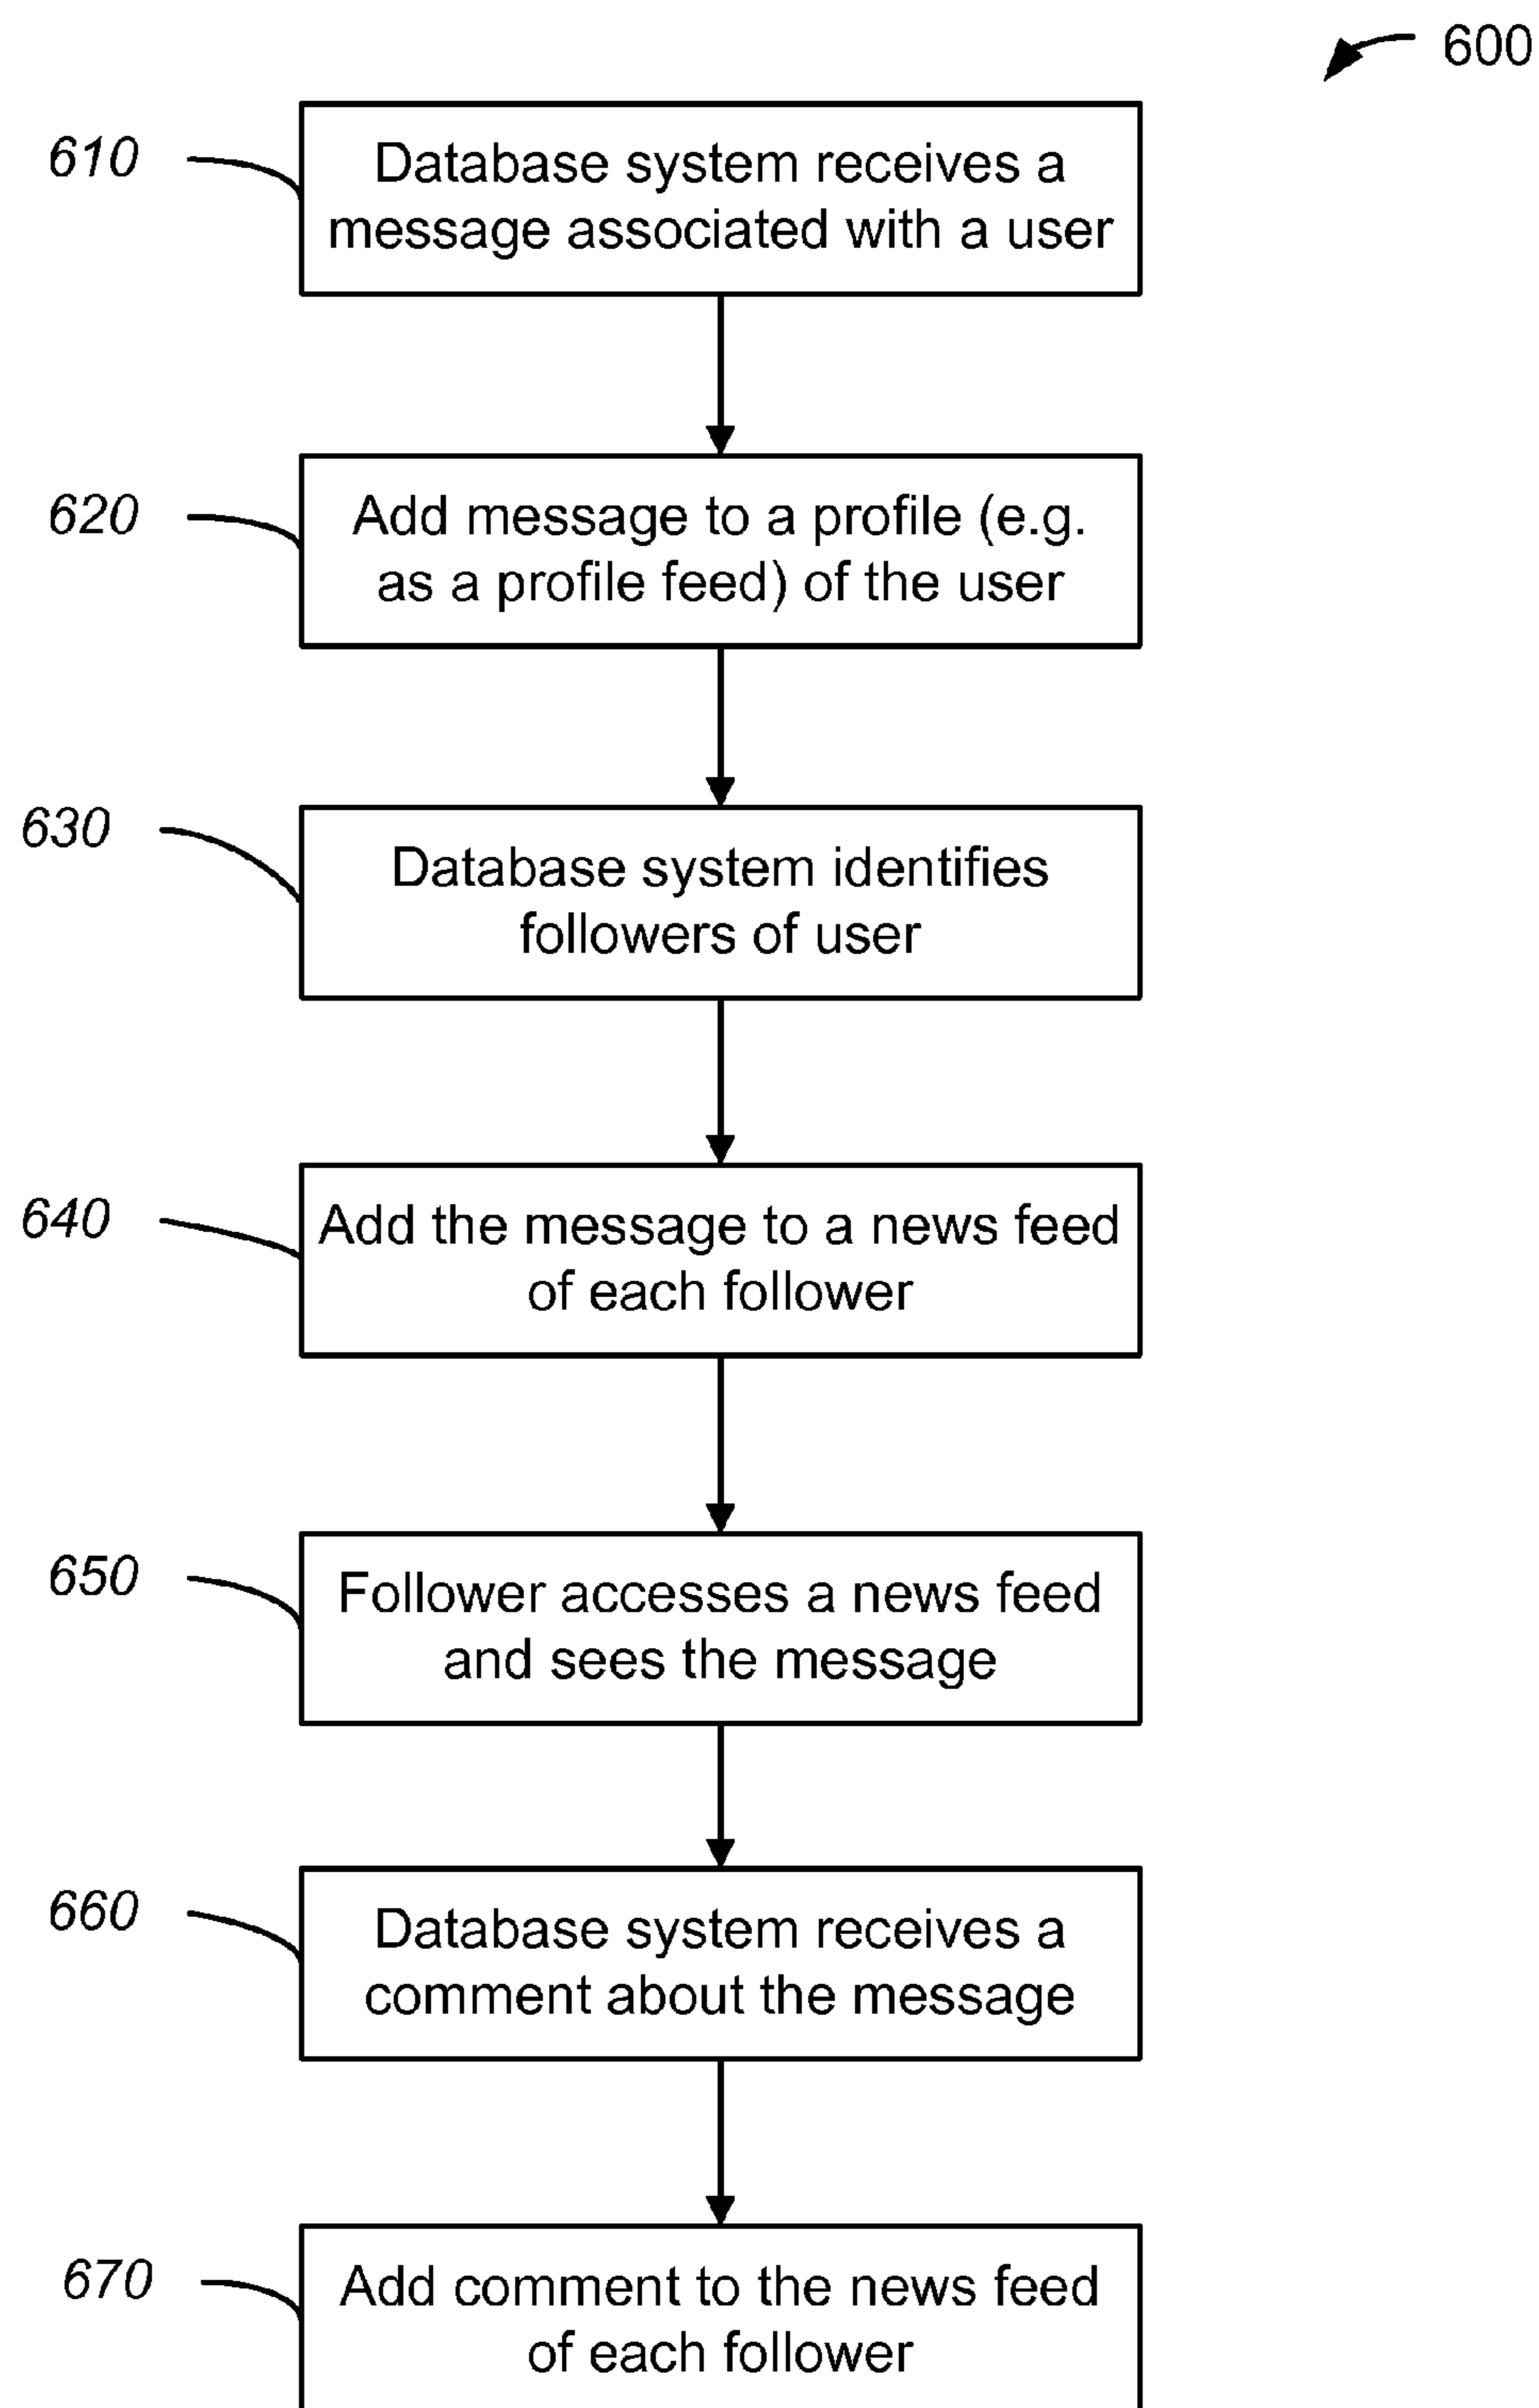 600
610
Database system receives a
message associated with a user
620
Add message to a profile (e.g.
as a profile feed) of the user
630
Database system identifies
followers of user
640
Add the message to a news feed
of each follower
650
Follower accesses a news feed
and sees the message
660
Database system receives a
comment about the message
670
Add comment to the news feed
of each follower